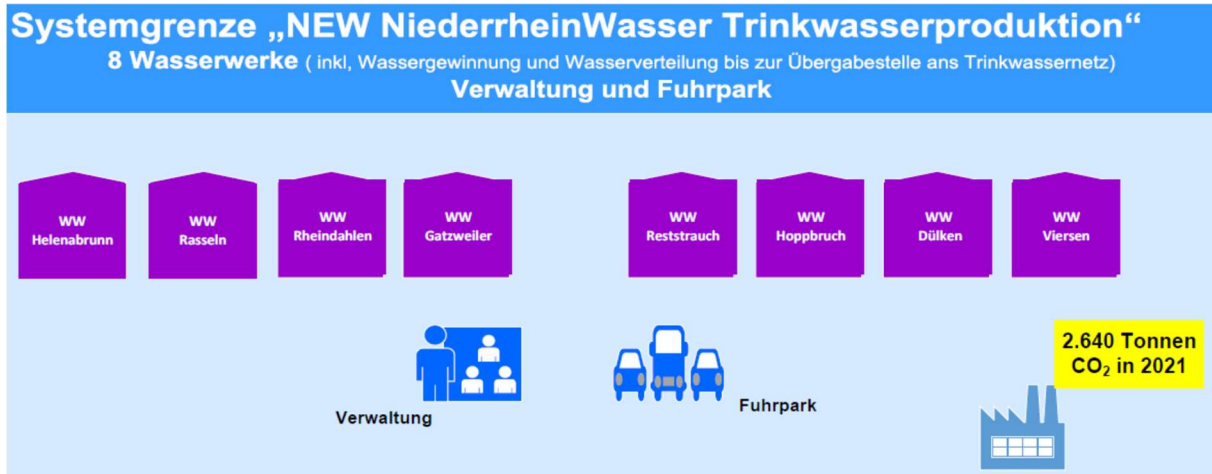 Systemgrenze „NEW NiederrheinWasser Trinkwasserproduktion“
8 Wasserwerke ( inkl, Wassergewinnung und Wasserverteilung bis zur Übergabestelle ans Trinkwassernetz)
Verwaltung und Fuhrpark
WW
Helenabrunn
WW
Rasseln
WW
Rheindahlen
WW
Gatzweiler
WW
Reststrauch
WW
Hoppbruch
WW
Dülken
WW
Viersen
2.640 Tonnen
CO₂ in 2021
Verwaltung
Fuhrpark